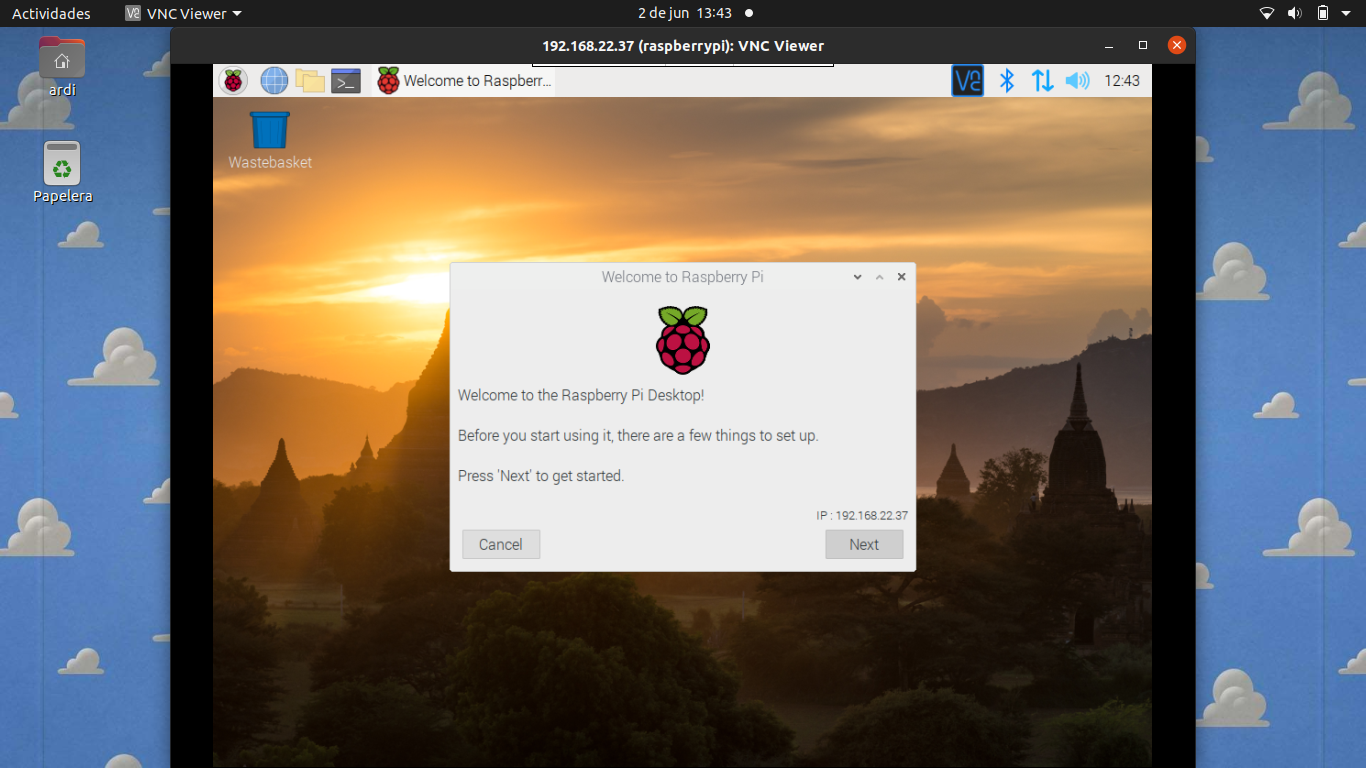 Actividades
VNC Viewer
2 de jun 13:43
192.168.22.37 (raspberrypi): VNC Viewer
ardi
Papelera
Welcome to Raspberr...
12:43
Wastebasket
Welcome to Raspberry Pi
Welcome to the Raspberry Pi Desktop!
Before you start using it, there are a few things to set up.
Press 'Next' to get started.
IP : 192.168.22.37
Cancel
Next